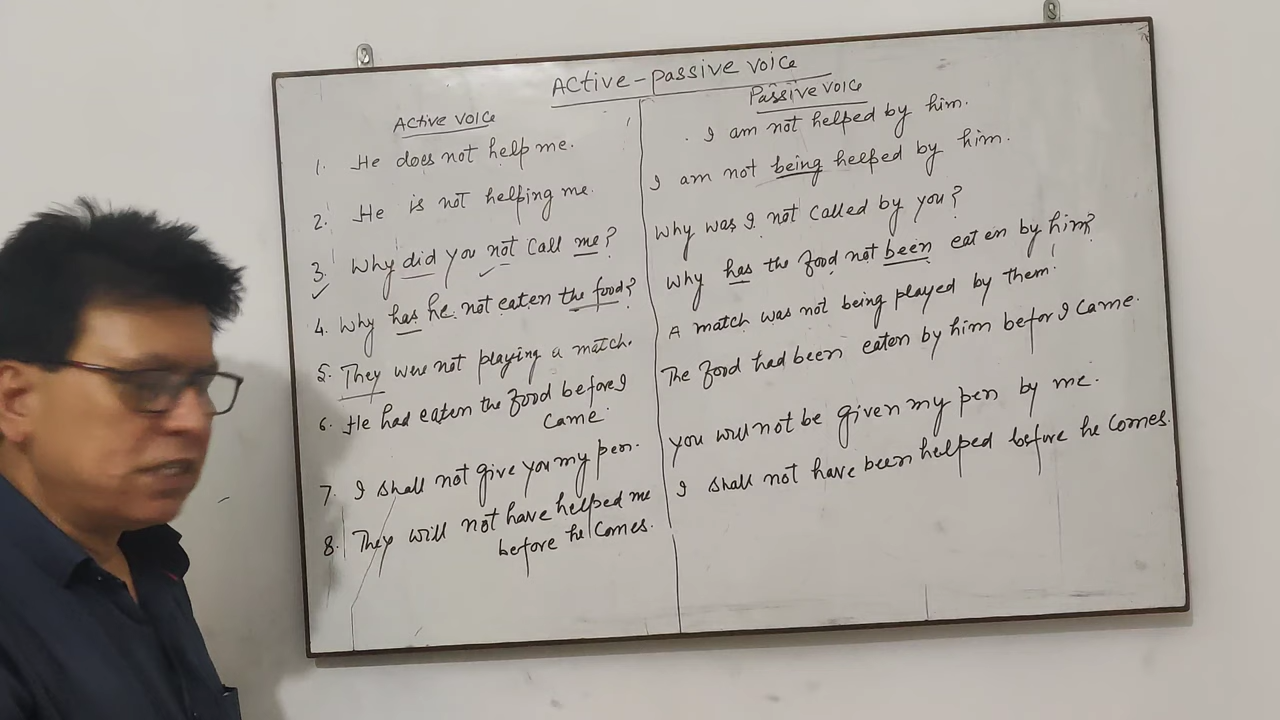 Active-passive voice
Active voice
1. He does not help me.
2. He is not helping me.
3. Why did you not call me?
4. Why has he not eaten the food?
5. They were not playing a match.
6. He had eaten the food before I
came.
7. I shall not give you my pen.
8. They will not have helped me
before he comes.
Passive voice
I am not helped by him.
I am not being helped by him.
Why was I not called by you?
Why has the food not been eaten by him?
A match was not being played by them.
The food had been eaten by him befor I came.
you will not be given my pen by me.
I shall not have been helped before he comes.